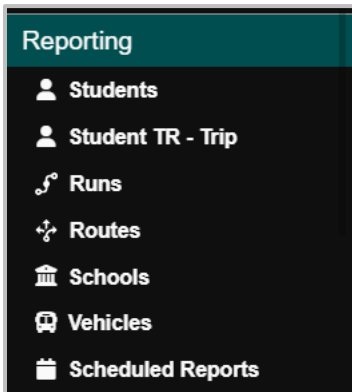 Reporting
Students
Student TR - Trip
Runs
Routes
Schools
Vehicles
Scheduled Reports